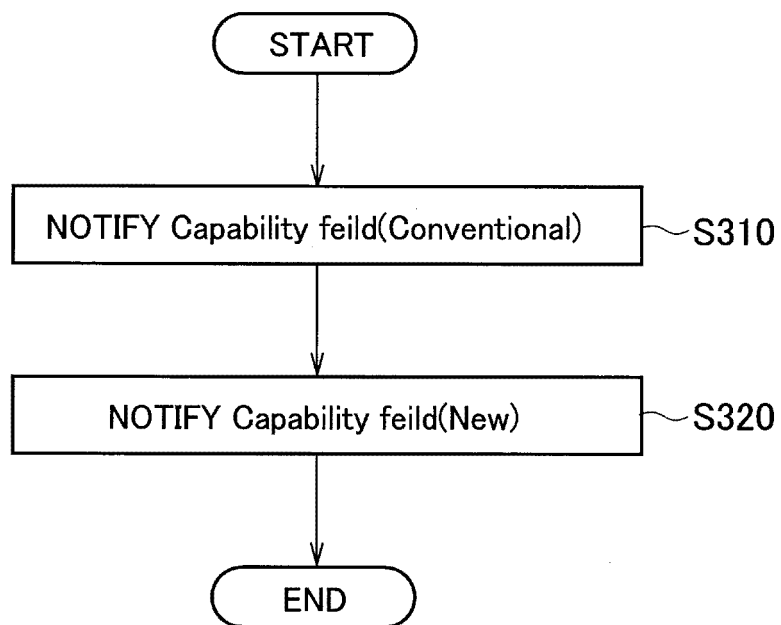 START
NOTIFY Capability feild(Conventional)
S310
NOTIFY Capability feild(New)
S320
END